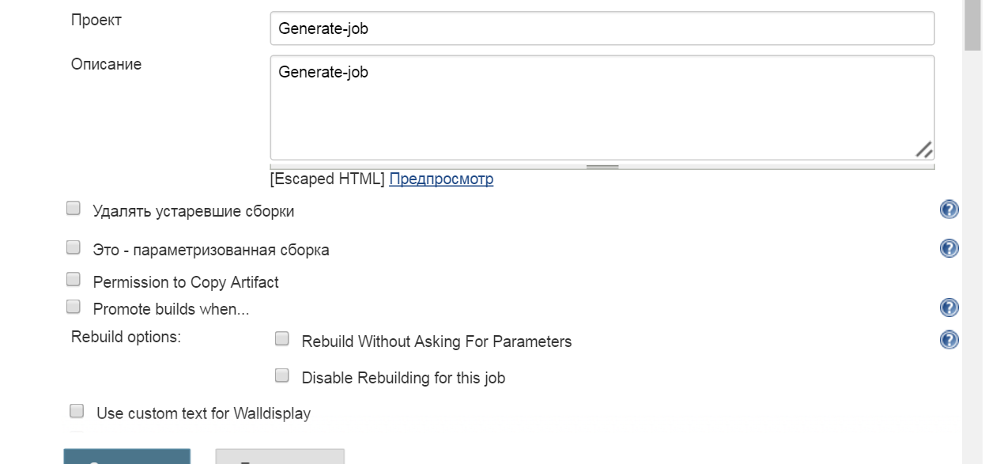 Проект
Generate-job
Описание
Generate-job
[Escaped HTML] Предпросмотр
Удалять устаревшие сборки
Это - параметризованная сборка
Permission to Copy Artifact
Promote builds when...
Rebuild options:
Rebuild Without Asking For Parameters
Disable Rebuilding for this job
Use custom text for Walldisplay